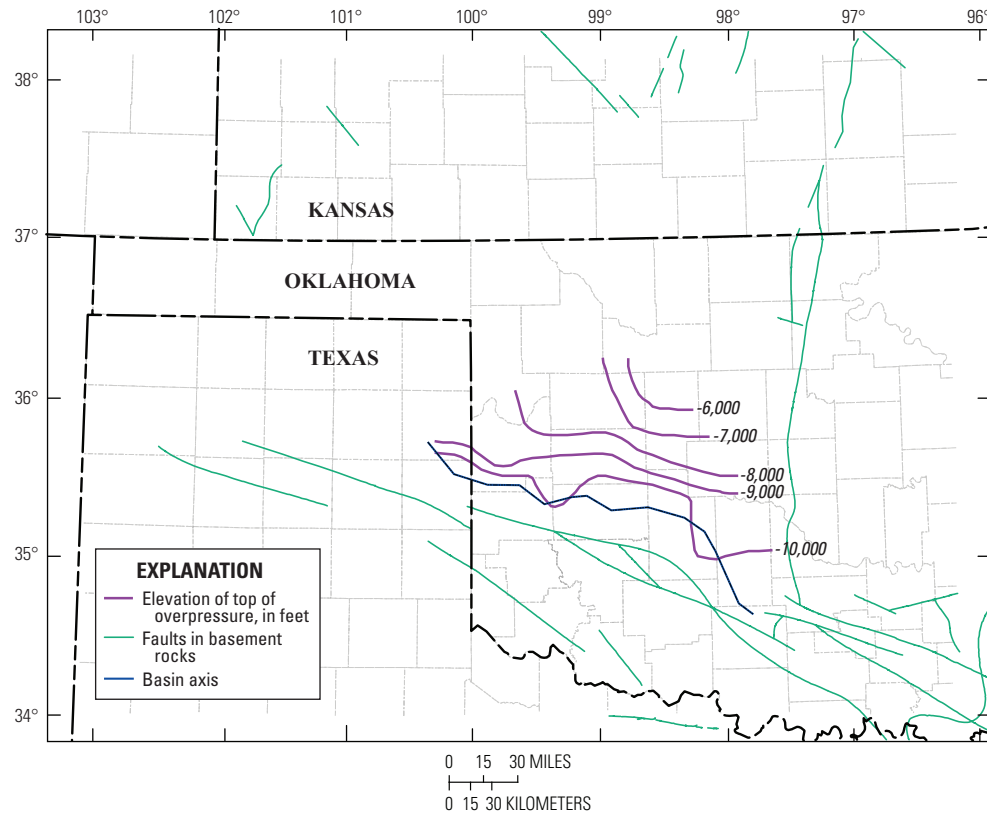 103° 102° 101° 100° 99° 98° 97° 96°
38°
KANSAS
37°
OKLAHOMA
TEXAS
36°
-6,000
-7,000
-8,000
-9,000
-10,000
35°
34°
EXPLANATION
Elevation of top of
overpressure, in feet
Faults in basement
rocks
Basin axis
0 15 30 MILES
0 15 30 KILOMETERS